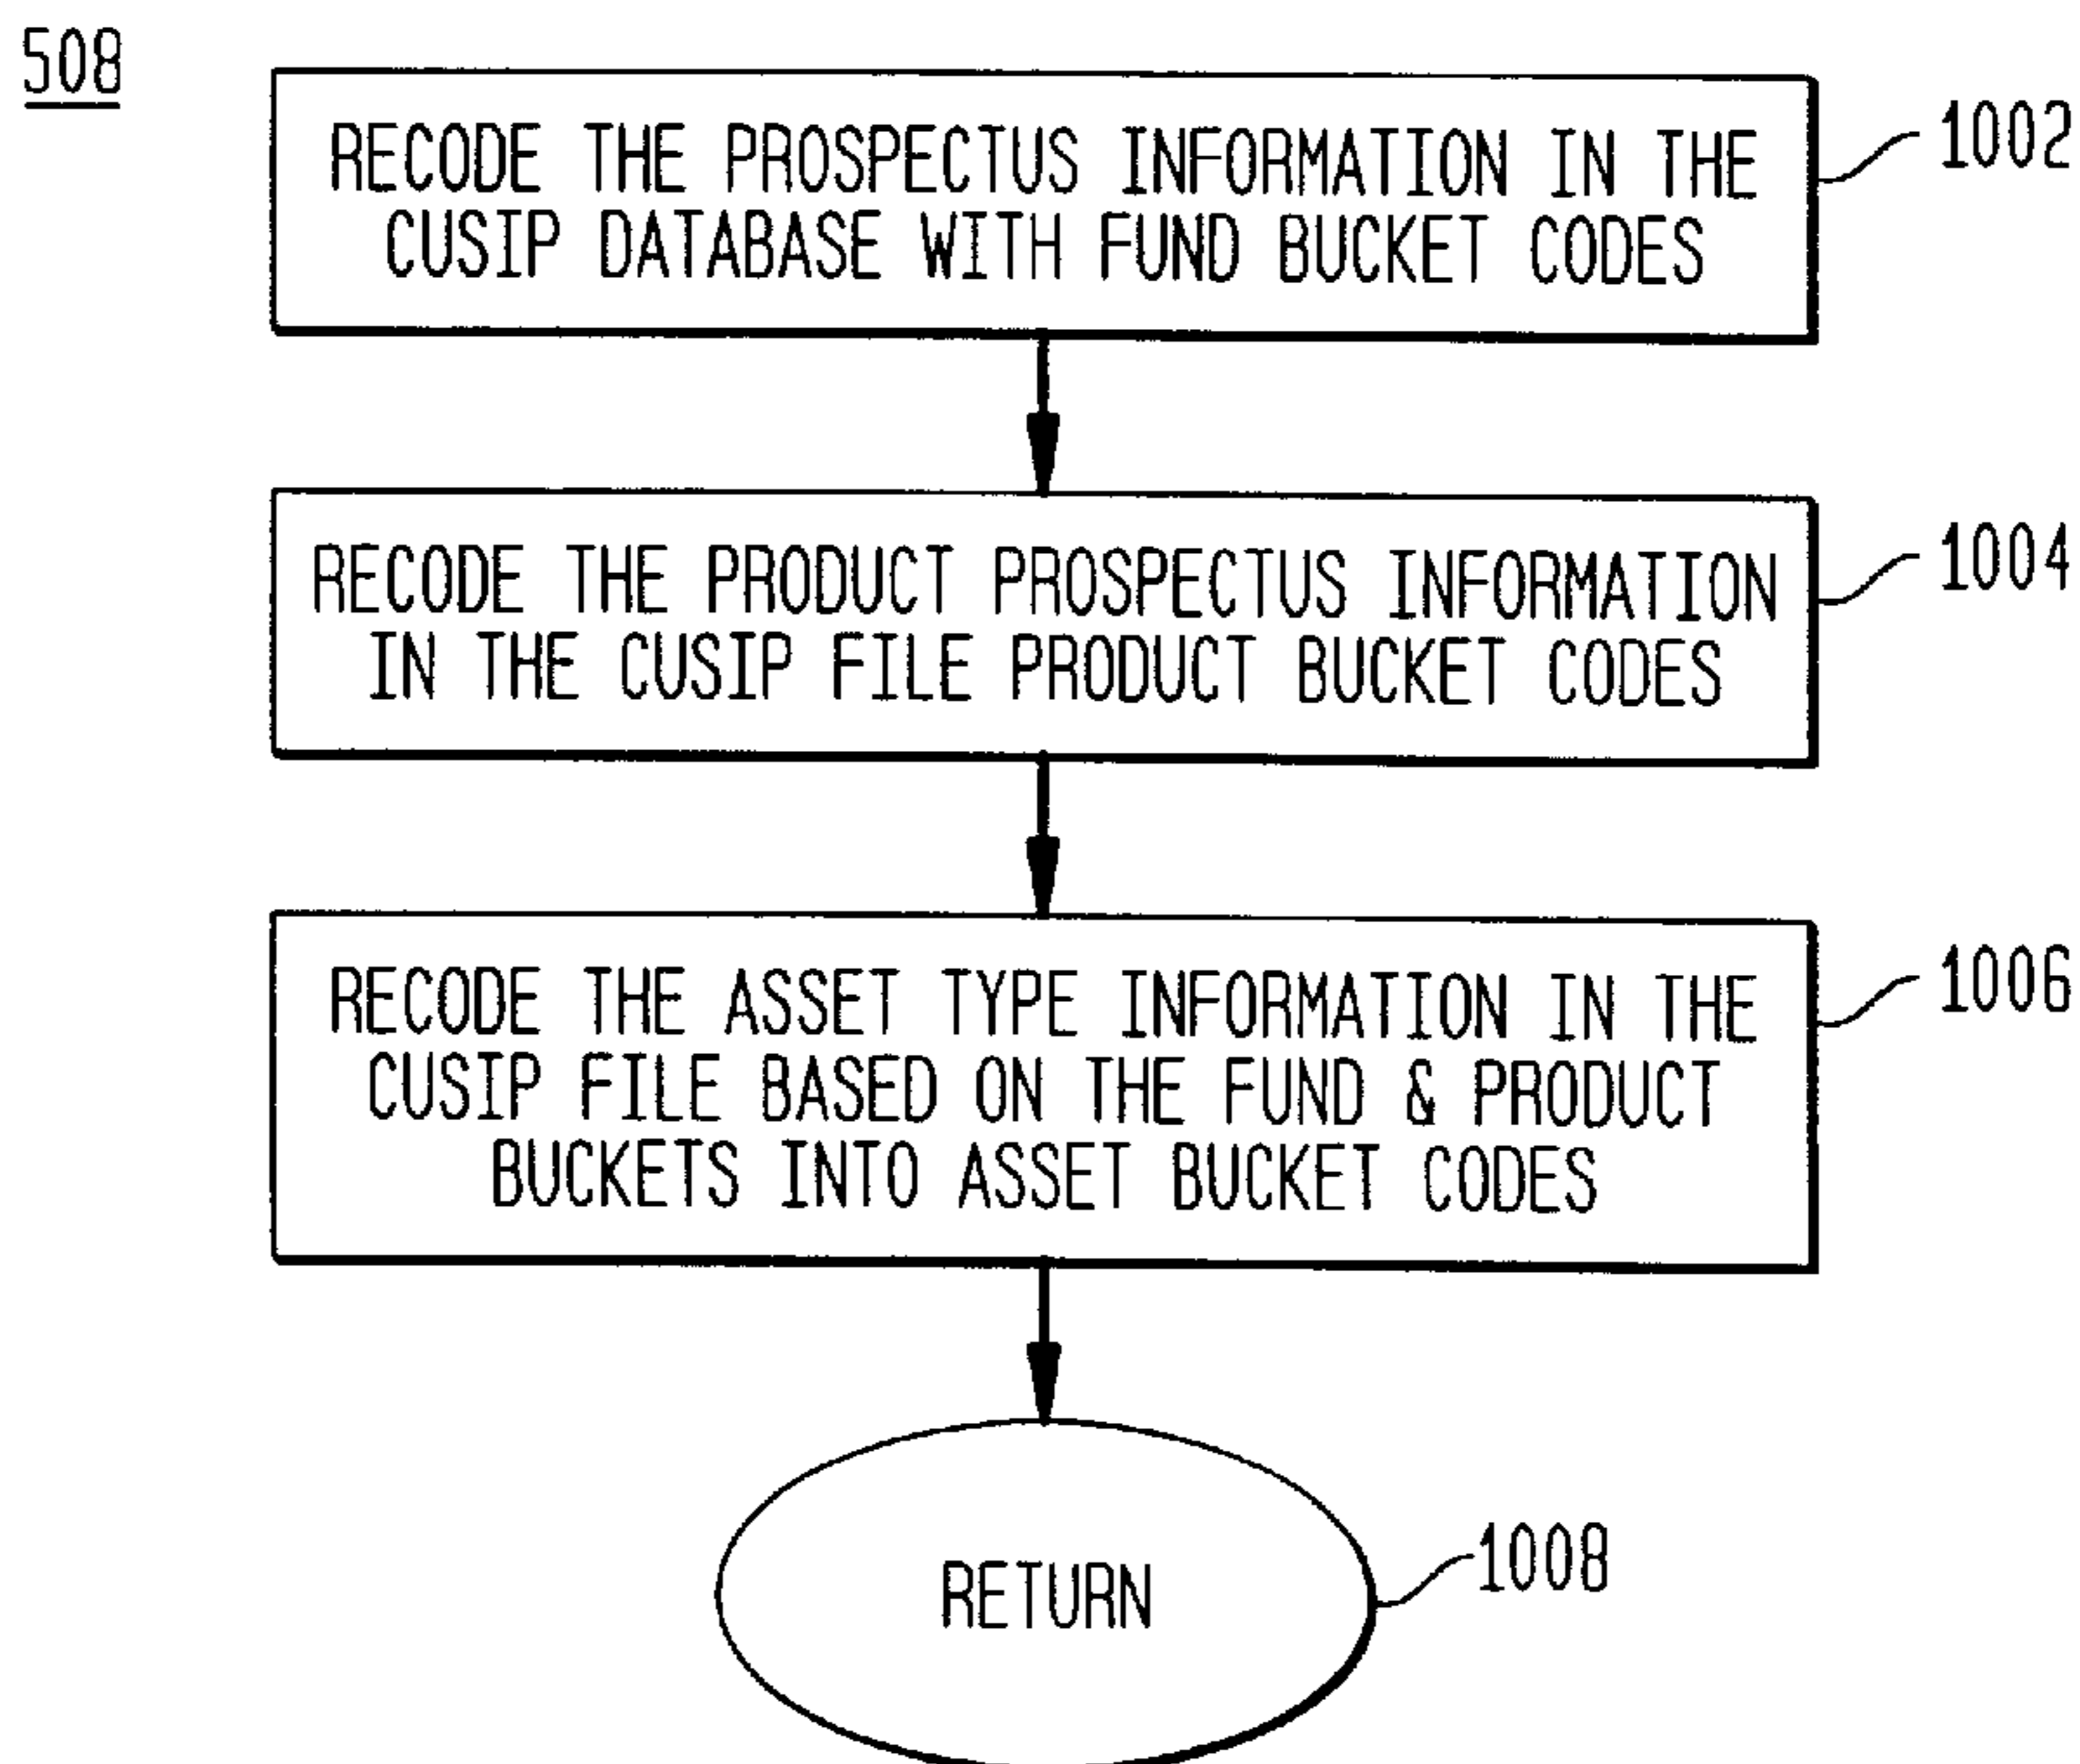 508
RECODE THE PROSPECTUS INFORMATION IN THE
CUSIP DATABASE WITH FUND BUCKET CODES
1002
RECODE THE PRODUCT PROSPECTUS INFORMATION
IN THE CUSIP FILE PRODUCT BUCKET CODES
1004
RECODE THE ASSET TYPE INFORMATION IN THE
CUSIP FILE BASED ON THE FUND & PRODUCT
BUCKETS INTO ASSET BUCKET CODES
1006
RETURN
1008